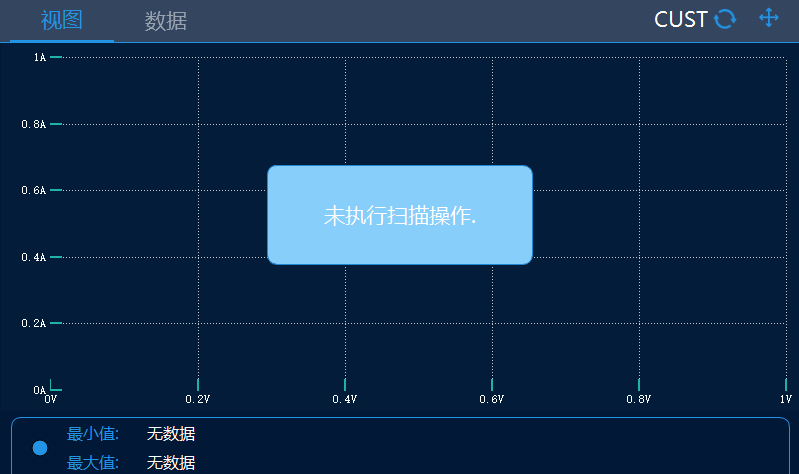 视图 数据 CUST
1A
0.8A
0.6A
未执行扫描操作.
0.4A
0.2A
0A
0V 0.2V 0.4V 0.6V 0.8V 1V
最小值: 无数据
最大值: 无数据